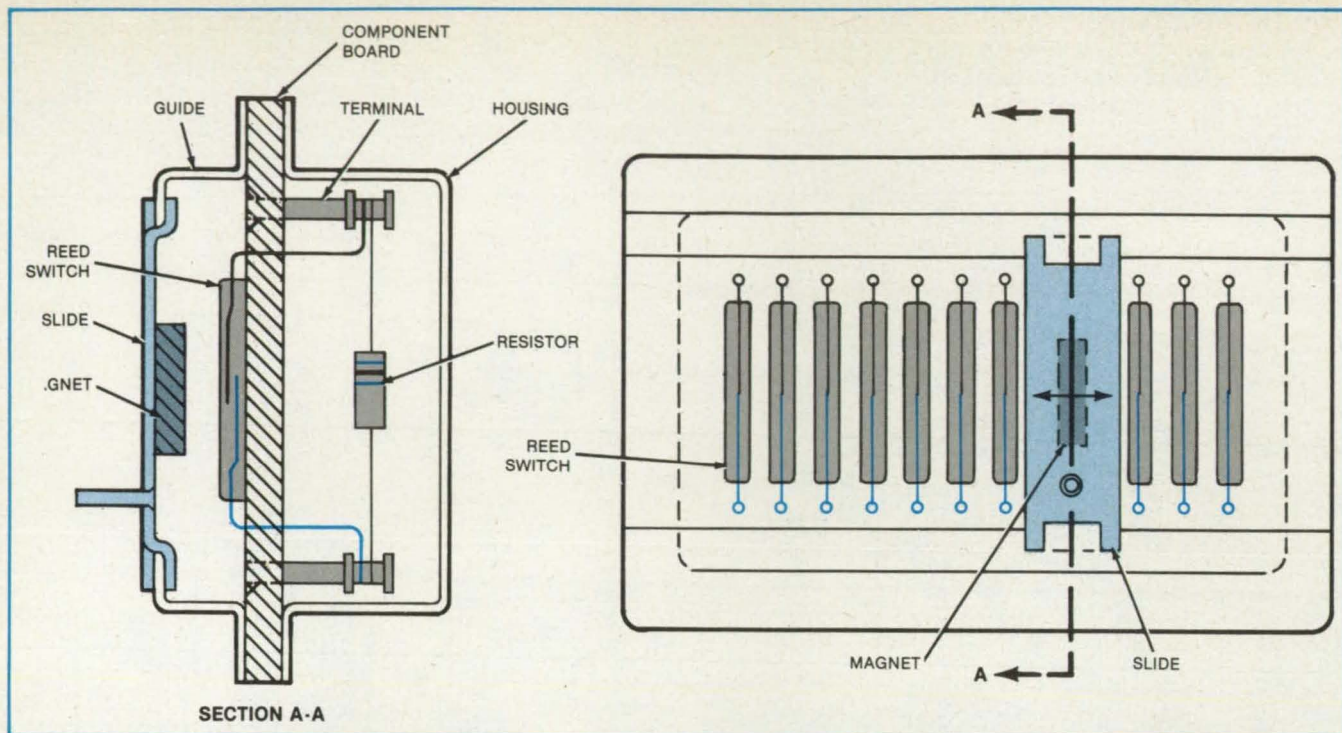 COMPONENT
BOARD
GUIDE
TERMINAL
HOUSING
REED
SWITCH
SLIDE
.GNET
RESISTOR
SECTION A-A
A
REED
SWITCH
MAGNET
A
SLIDE